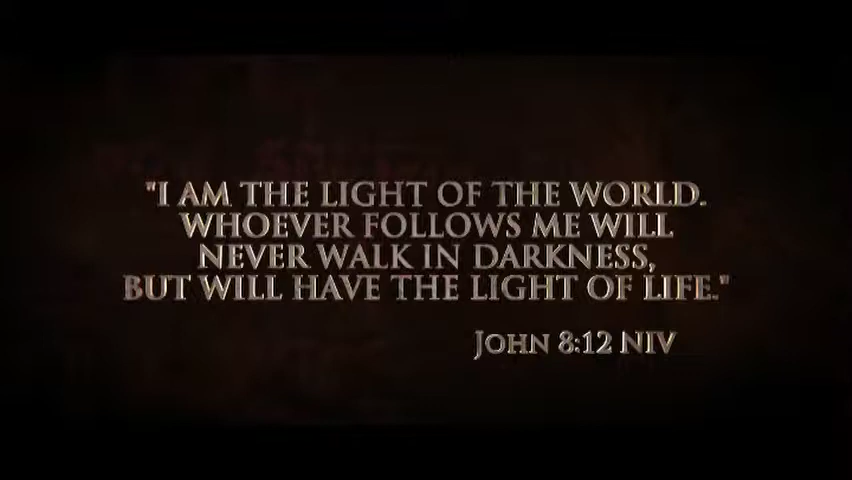 "I AM THE LIGHT OF THE WORLD.
WHOEVER FOLLOWS ME WILL
NEVER WALK IN DARKNESS,
BUT WILL HAVE THE LIGHT OF LIFE."
JOHN 8:12 NIV